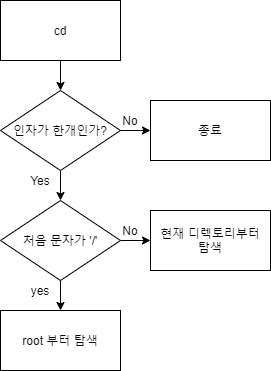 cd
인자가 한개인가?
No
종료
Yes
처음 문자가 '/'
No
현재 디렉토리부터
탐색
yes
root 부터 탐색